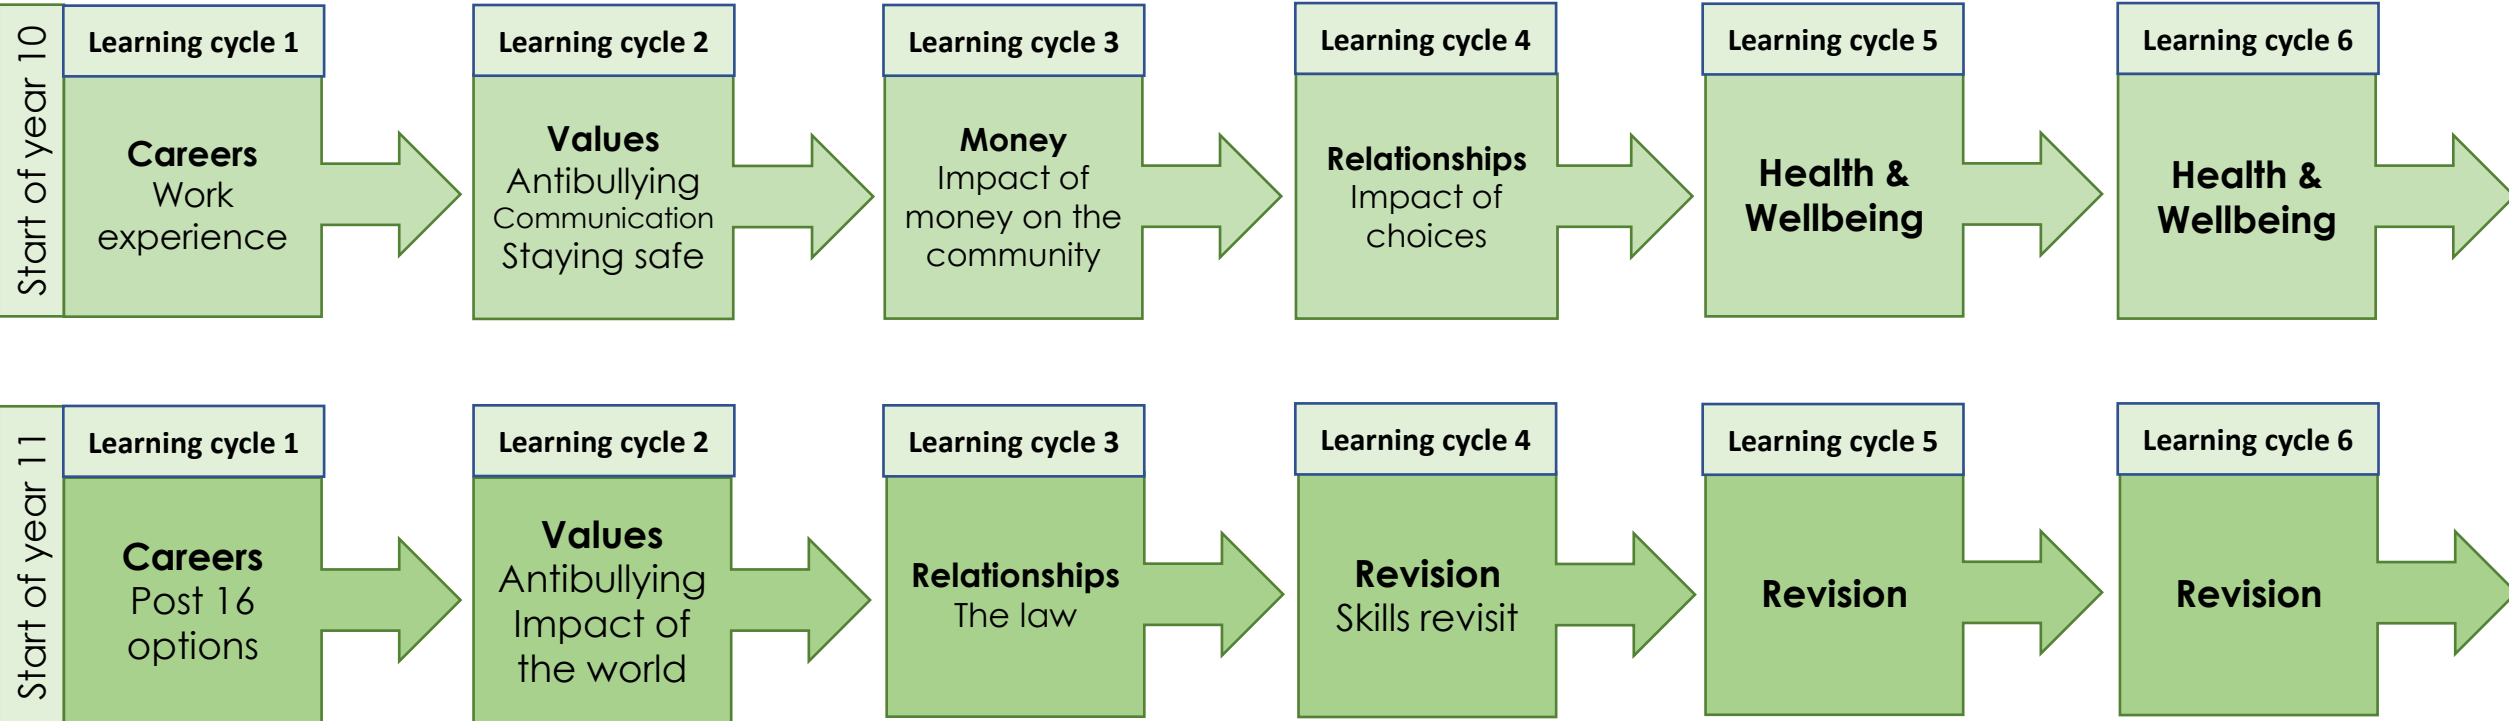 Start of year 10
Learning cycle 1
Careers
Work
experience
Learning cycle 2
Values
Antibullying
Communication
Staying safe
Learning cycle 3
Money
Impact of
money on the
community
Learning cycle 4
Relationships
Impact of
choices
Learning cycle 5
Health &
Wellbeing
Learning cycle 6
Health &
Wellbeing
Start of year 11
Learning cycle 1
Careers
Post 16
options
Learning cycle 2
Values
Antibullying
Impact of
the world
Learning cycle 3
Relationships
The law
Learning cycle 4
Revision
Skills revisit
Learning cycle 5
Revision
Learning cycle 6
Revision